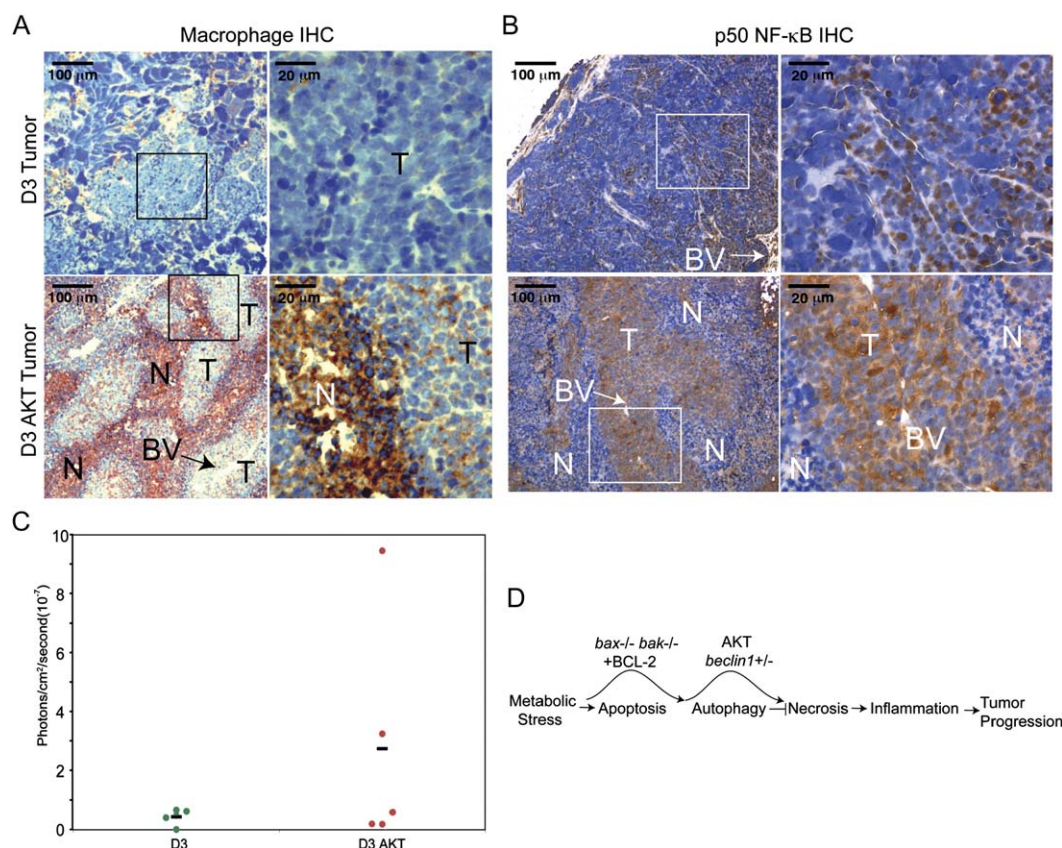 A
Macrophage IHC
B
p50 NF-κB IHC
D3 Tumor
100 μm
20 μm
T
100 μm
BV
20 μm
D3 AKT Tumor
100 μm
T
N
T
BV
N
T
20 μm
T
N
100 μm
N
T
BV
N
N
20 μm
T
N
BV
N
C
Photons/cm²/second(10⁻⁷)
10
8
6
4
2
0
D3
D3 AKT
D
bax-/- bak-/-
+BCL-2
AKT
beclin1+/-
Metabolic
Stress
Apoptosis
Autophagy
Necrosis
Inflammation
Tumor
Progression